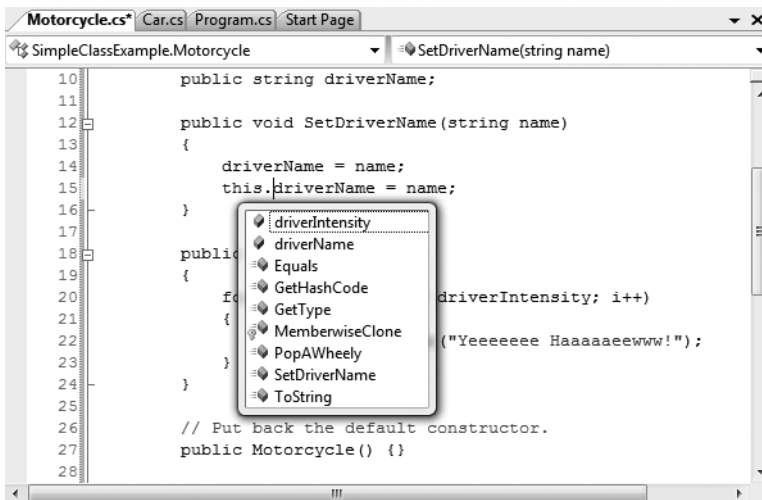 Motorcycle.cs* Car.cs Program.cs Start Page
SimpleClassExample.Motorcycle SetDriverName(string name)
10 public string driverName;
11
12 public void SetDriverName(string name)
13 {
14 driverName = name;
15 this.driverName = name;
16 }
17
18 public
19 {
20 fo driverIntensity; i++)
21 {
22 ("Yeeeeeee Haaaaaeewww!");
23 }
24 }
25
26 // Put back the default constructor.
27 public Motorcycle() {}
28
driverIntensity
driverName
Equals
GetHashCode
GetType
MemberwiseClone
PopAWheely
SetDriverName
ToString